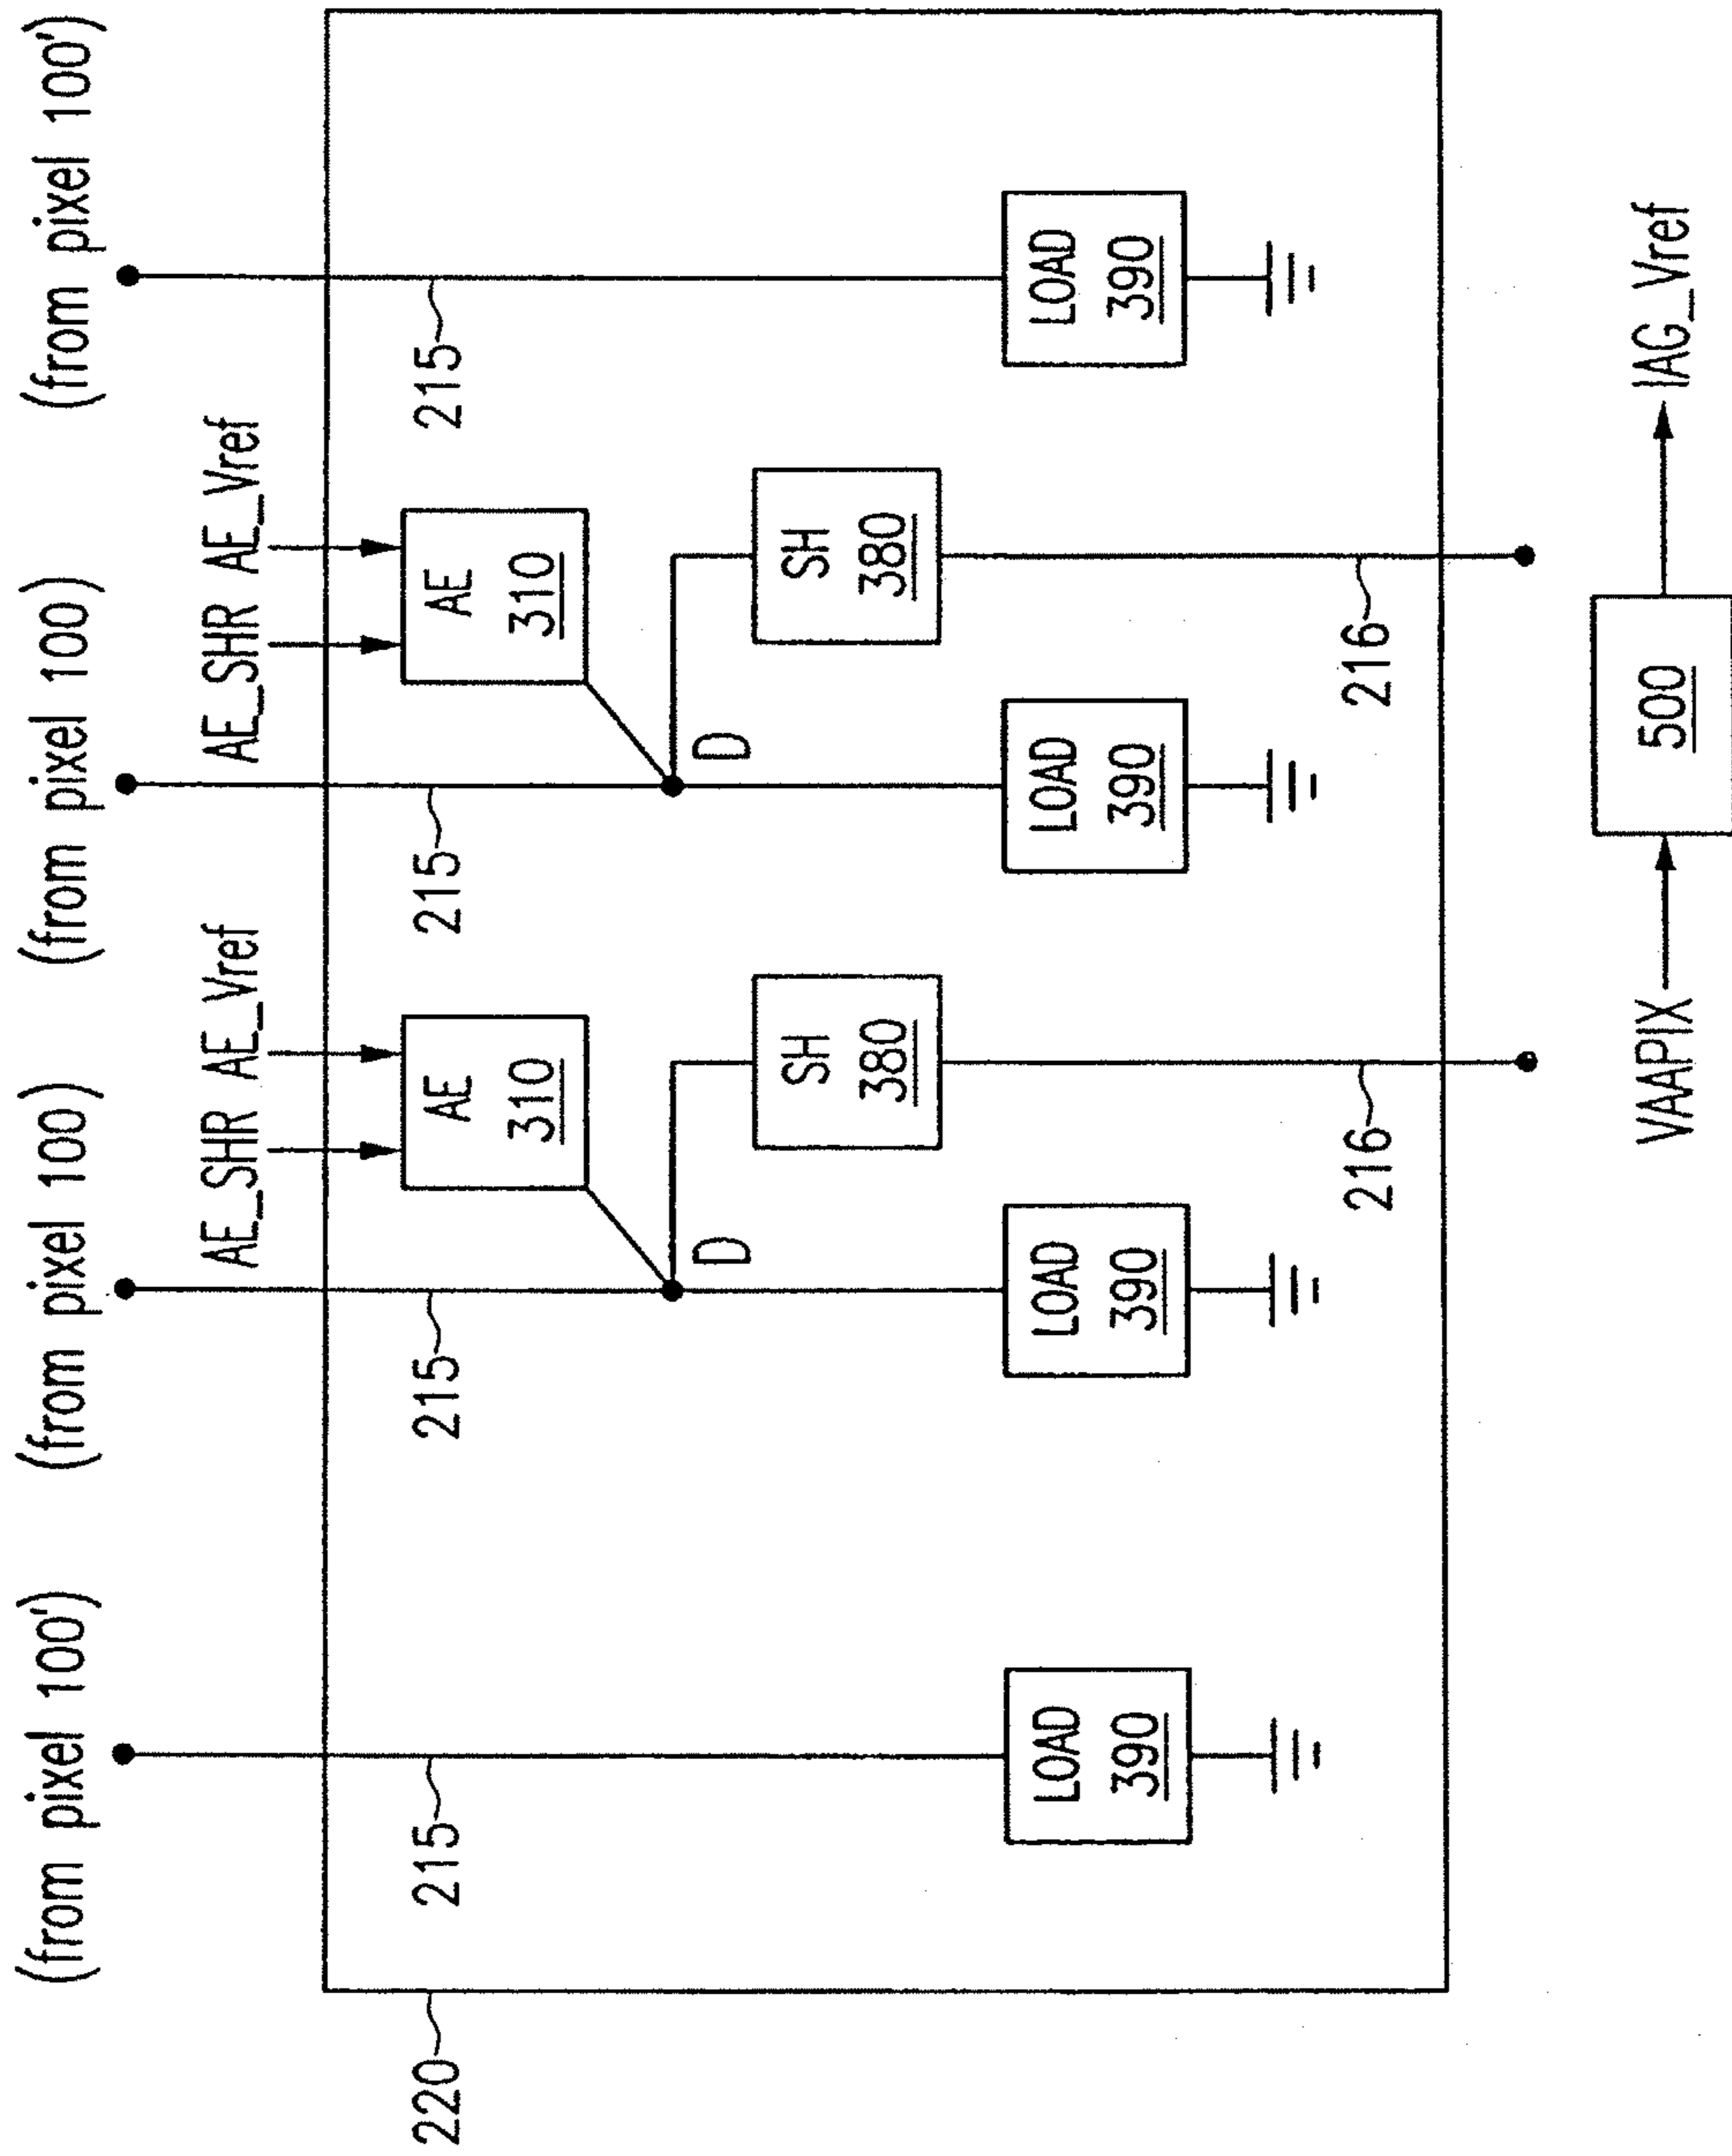 (from pixel 100')
(from pixel 100)
(from pixel 100)
(from pixel 100')
AE_SHR AE_Vref
AE_SHR AE_Vref
220
215
215
215
215
AE
310
AE
310
D
D
SH
380
SH
380
LOAD
390
LOAD
390
LOAD
390
LOAD
390
216
216
VAAPIX
500
IAG_Vref